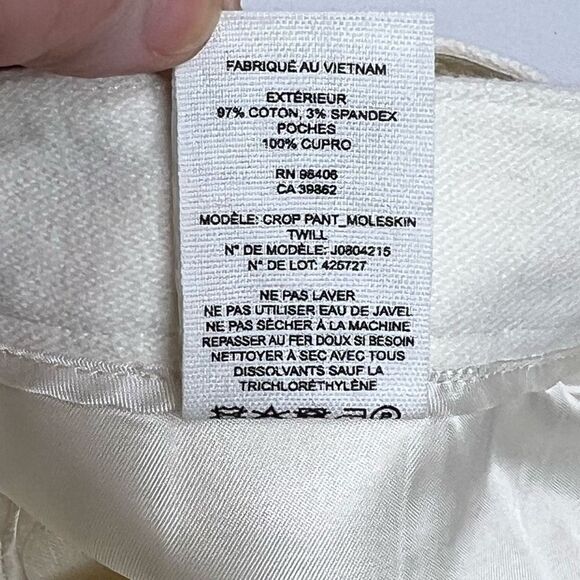 FABRIQUÉ AU VIETNAM
EXTÉRIEUR
97% COTON, 3% SPANDEX
POCHES
100% CUPRO
RN 98406
CA 39862
MODÈLE: CROP PANT_MOLESKIN
TWILL
N° DE MODÈLE: J0804215
N° DE LOT: 425727
NE PAS LAVER
NE PAS UTILISER EAU DE JAVEL
NE PAS SÈCHER À LA MACHINE
REPASSER AU FER DOUX SI BESOIN
NETTOYER À SEC AVEC TOUS
DISSOLVANTS SAUF LA
TRICHLORÉTHYLÈNE